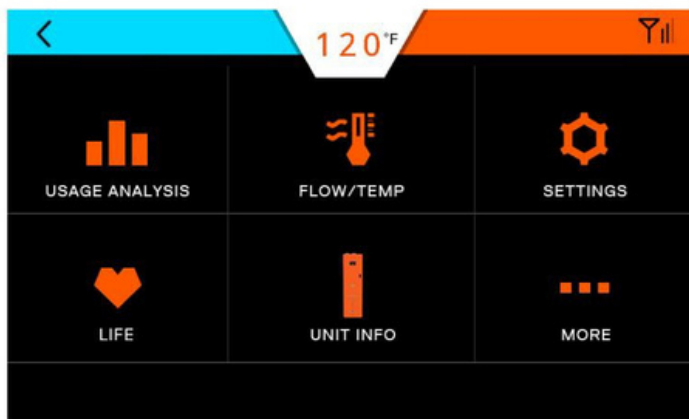 120°F
USAGE ANALYSIS
FLOW/TEMP
SETTINGS
LIFE
UNIT INFO
MORE